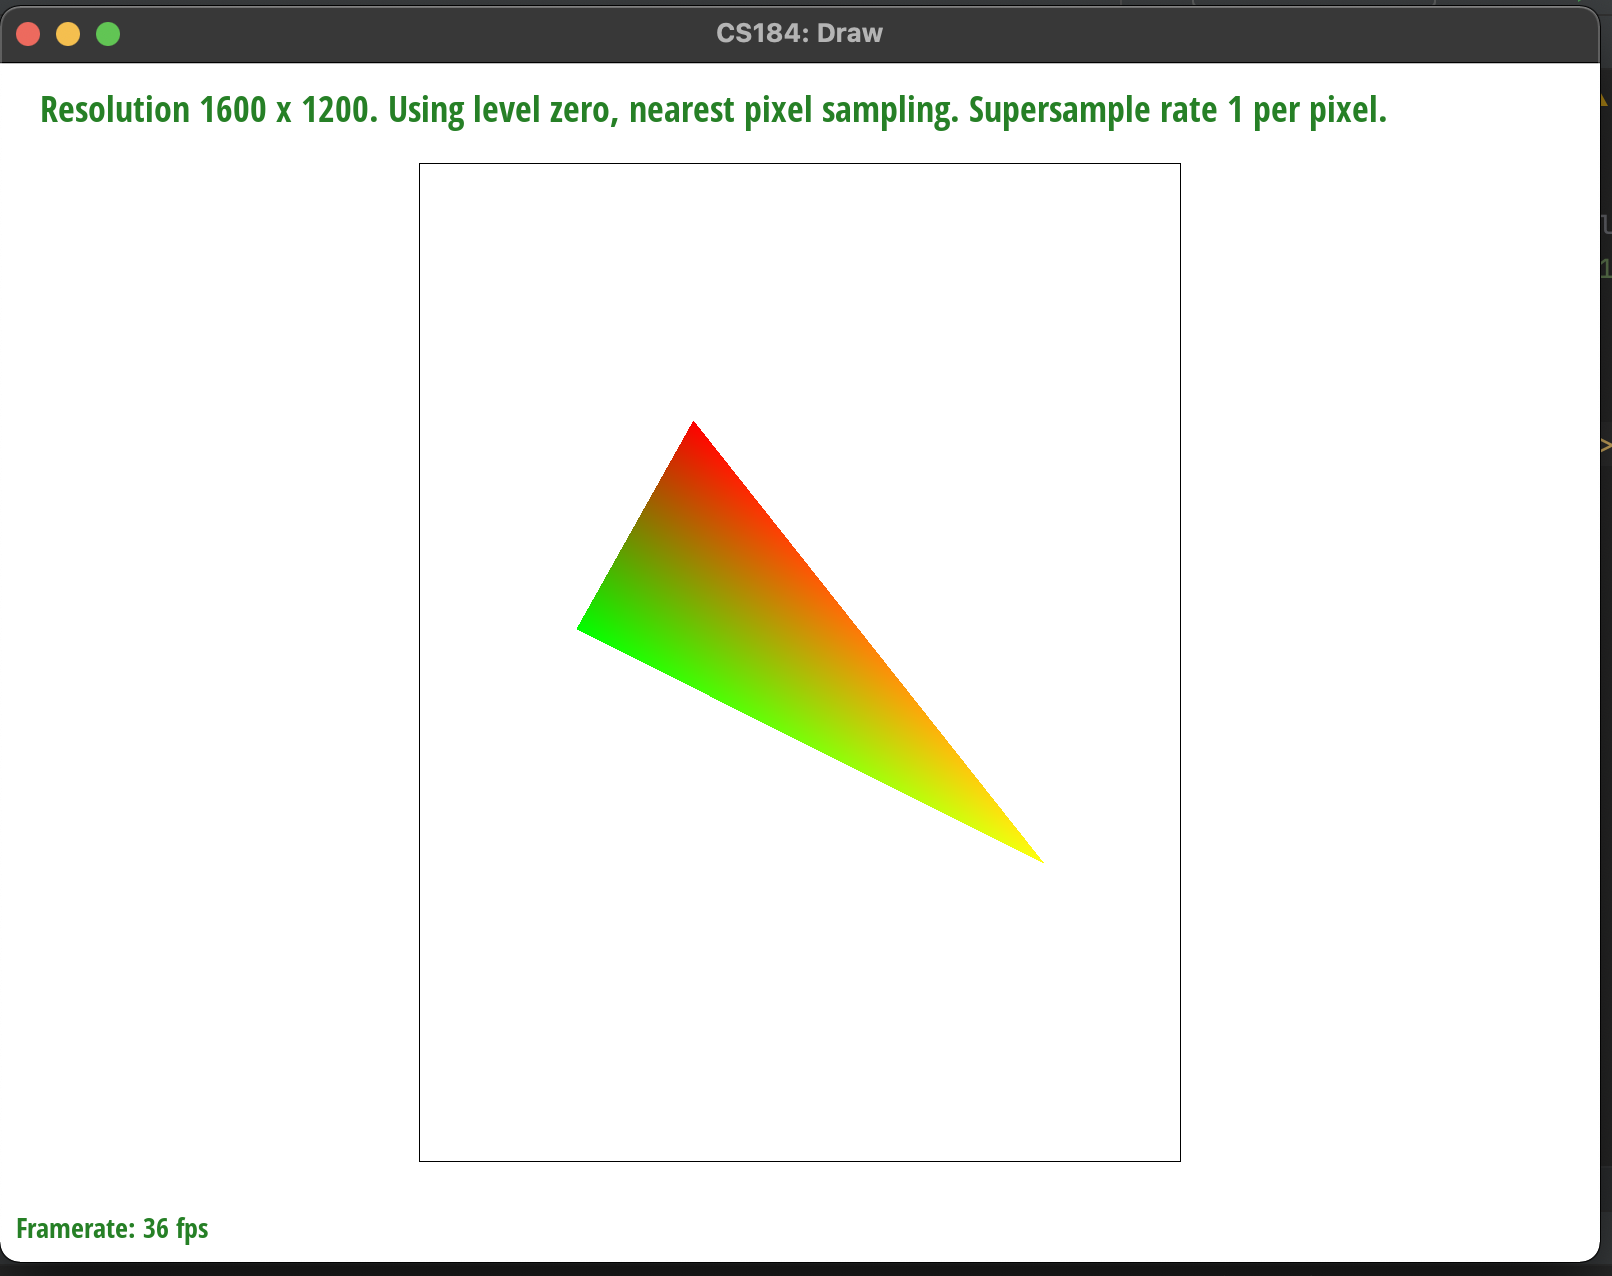 CS184: Draw
Resolution 1600 x 1200. Using level zero, nearest pixel sampling. Supersample rate 1 per pixel.
Framerate: 36 fps